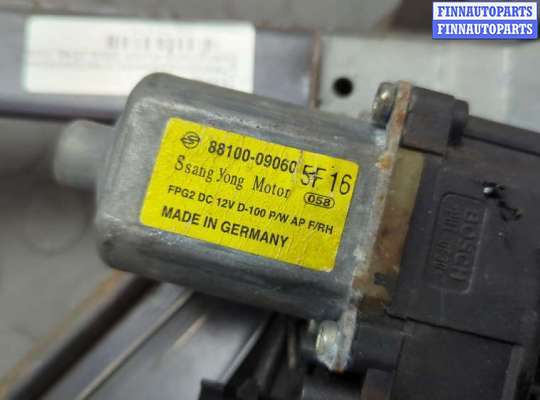 FINNAUTOPARTS
FINNAUTOPARTS
88100-09060 5F16
Ssang Yong Motor 058
FPG2 DC 12V D-100 P/W AP F/RH
MADE IN GERMANY
BOSCH